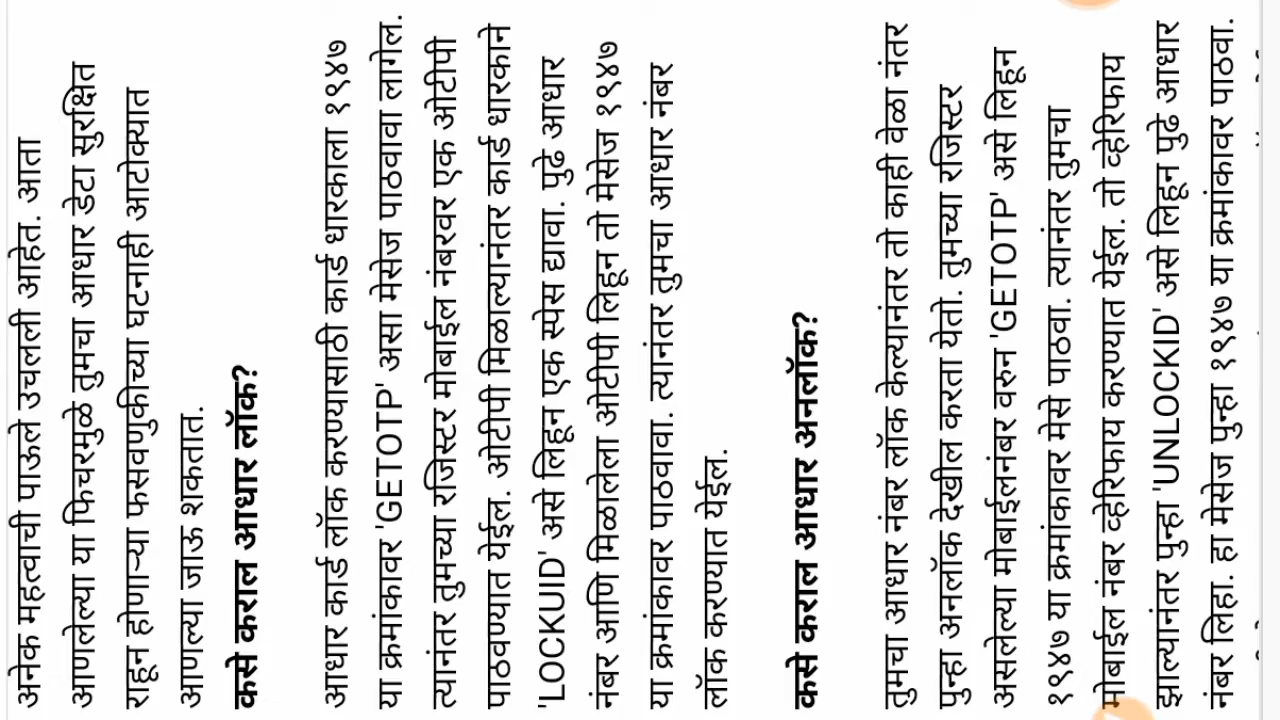 अनेक महत्वाची पाऊले उचलली आहेत. आता
आणलेल्या या फिचरमुळे तुमचा आधार डेटा सुरक्षित
राहून होणाऱ्या फसवणुकीच्या घटनाही आटोक्यात
आणल्या जाऊ शकतात.
कसे कराल आधार लॉक?
आधार कार्ड लॉक करण्यासाठी कार्ड धारकाला १९४७
या क्रमांकावर 'GETOTP' असा मेसेज पाठवावा लागेल.
त्यानंतर तुमच्या रजिस्टर मोबाईल नंबरवर एक ओटीपी
पाठवण्यात येईल. ओटीपी मिळाल्यानंतर कार्ड धारकाने
'LOCKUID' असे लिहून एक स्पेस द्यावा. पुढे आधार
नंबर आणि मिळालेला ओटीपी लिहून तो मेसेज १९४७
या क्रमांकावर पाठवावा. त्यानंतर तुमचा आधार नंबर
लॉक करण्यात येईल.
कसे कराल आधार अनलॉक?
तुमचा आधार नंबर लॉक केल्यानंतर तो काही वेळा नंतर
पुन्हा अनलॉक देखील करता येतो. तुमच्या रजिस्टर
असलेल्या मोबाईलनंबर वरुन 'GETOTP' असे लिहून
१९४७ या क्रमांकावर मेसे पाठवा. त्यानंतर तुमचा
मोबाईल नंबर व्हेरिफाय करण्यात येईल. तो व्हेरिफाय
झाल्यानंतर पुन्हा 'UNLOCKID' असे लिहून पुढे आधार
नंबर लिहा. हा मेसेज पुन्हा १९४७ या क्रमांकावर पाठवा.